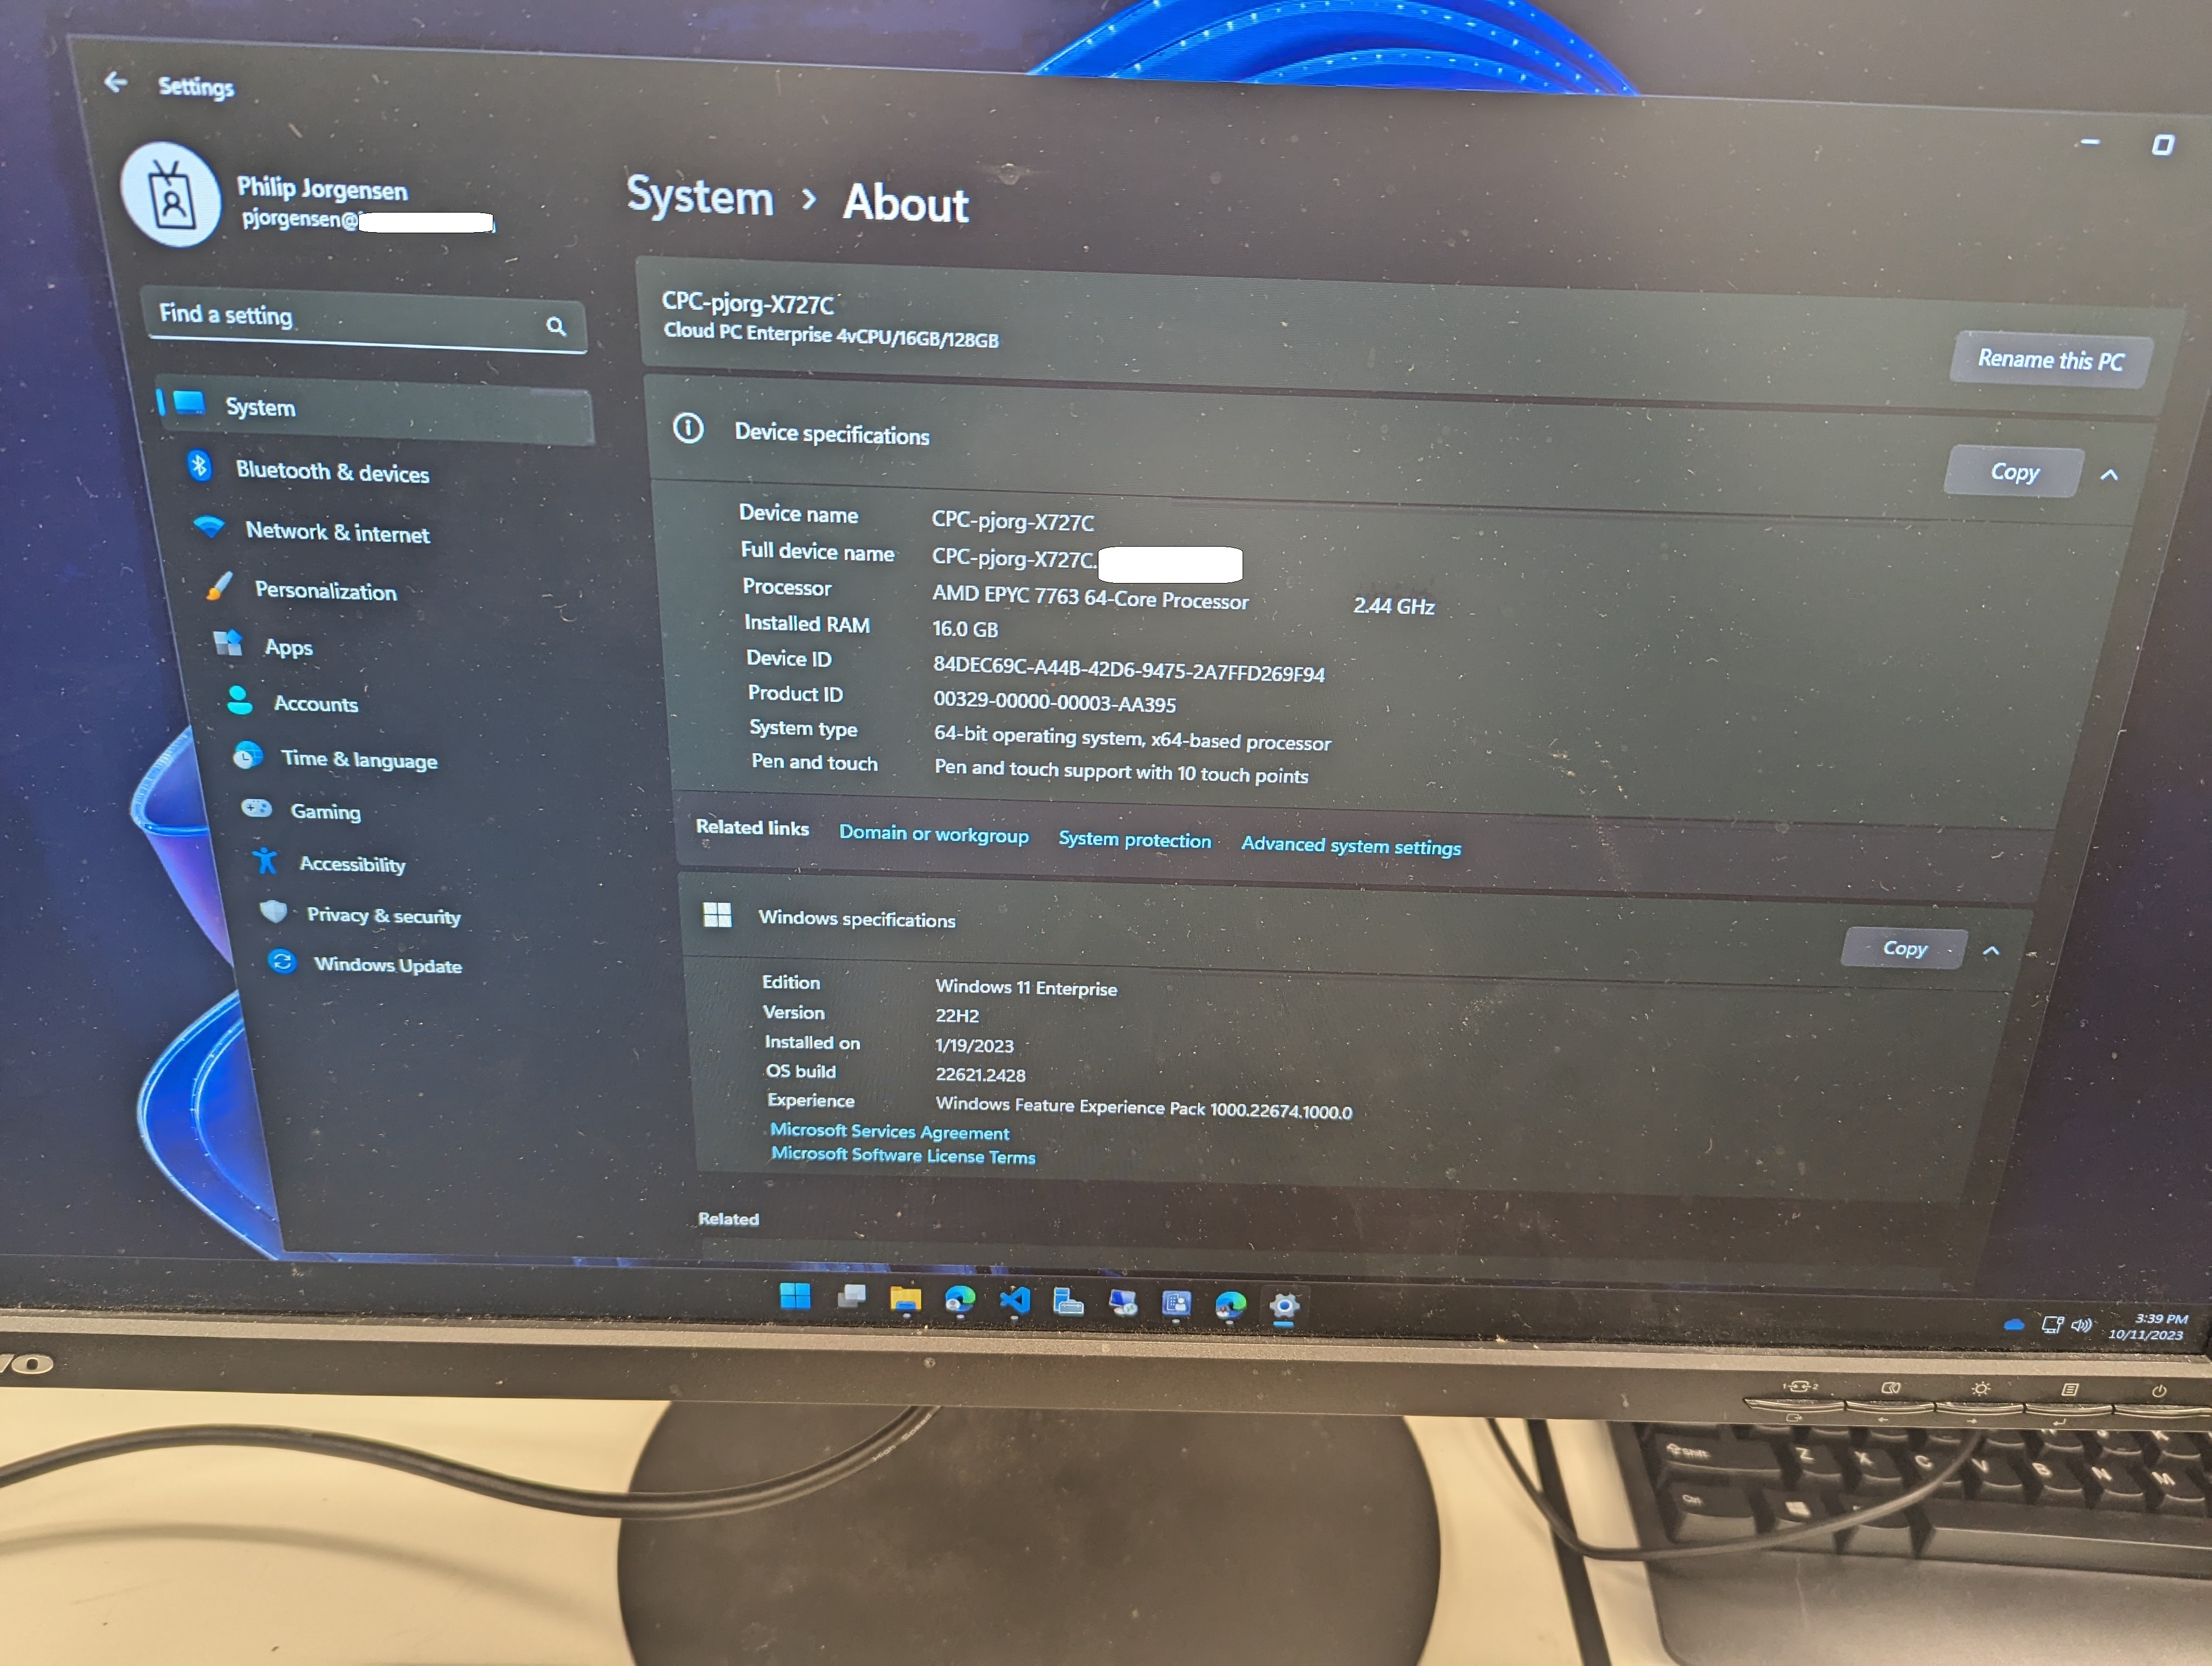 Settings
Philip Jorgensen
pjorgensen@
Find a setting
System
Bluetooth & devices
Network & internet
Personalization
Apps
Accounts
Time & language
Gaming
Accessibility
Privacy & security
Windows Update
System > About
CPC-pjorg-X727C
Cloud PC Enterprise 4vCPU/16GB/128GB
Rename this PC
Device specifications
Copy
Device name CPC-pjorg-X727C
Full device name CPC-pjorg-X727C.
Processor AMD EPYC 7763 64-Core Processor 2.44 GHz
Installed RAM 16.0 GB
Device ID 84DEC69C-A44B-42D6-9475-2A7FFD269F94
Product ID 00329-00000-00003-AA395
System type 64-bit operating system, x64-based processor
Pen and touch Pen and touch support with 10 touch points
Related links Domain or workgroup System protection Advanced system settings
Windows specifications
Copy
Edition Windows 11 Enterprise
Version 22H2
Installed on 1/19/2023
OS build 22621.2428
Experience Windows Feature Experience Pack 1000.22674.1000.0
Microsoft Services Agreement
Microsoft Software License Terms
Related
3:39 PM
10/11/2023
Shift Z X C V B N M
Ctrl